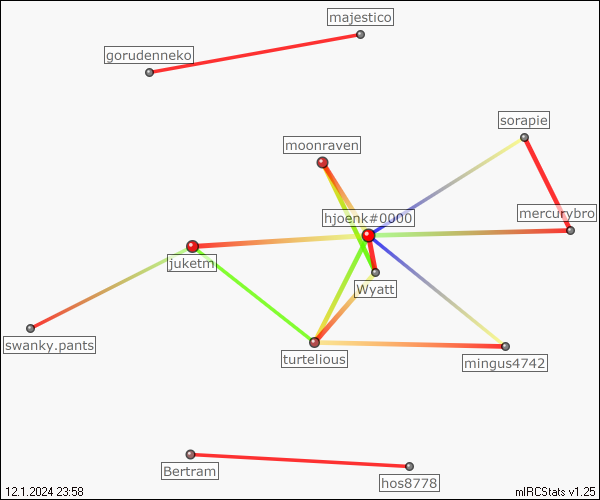 majestico
gorudenneko
sorapie
moonraven
mercurybro
hjoenk#0000
juketm
Wyatt
swanky.pants
turtelious
mingus4742
Bertram
hos8778
12.1.2024 23:58
mIRCStats v1.25